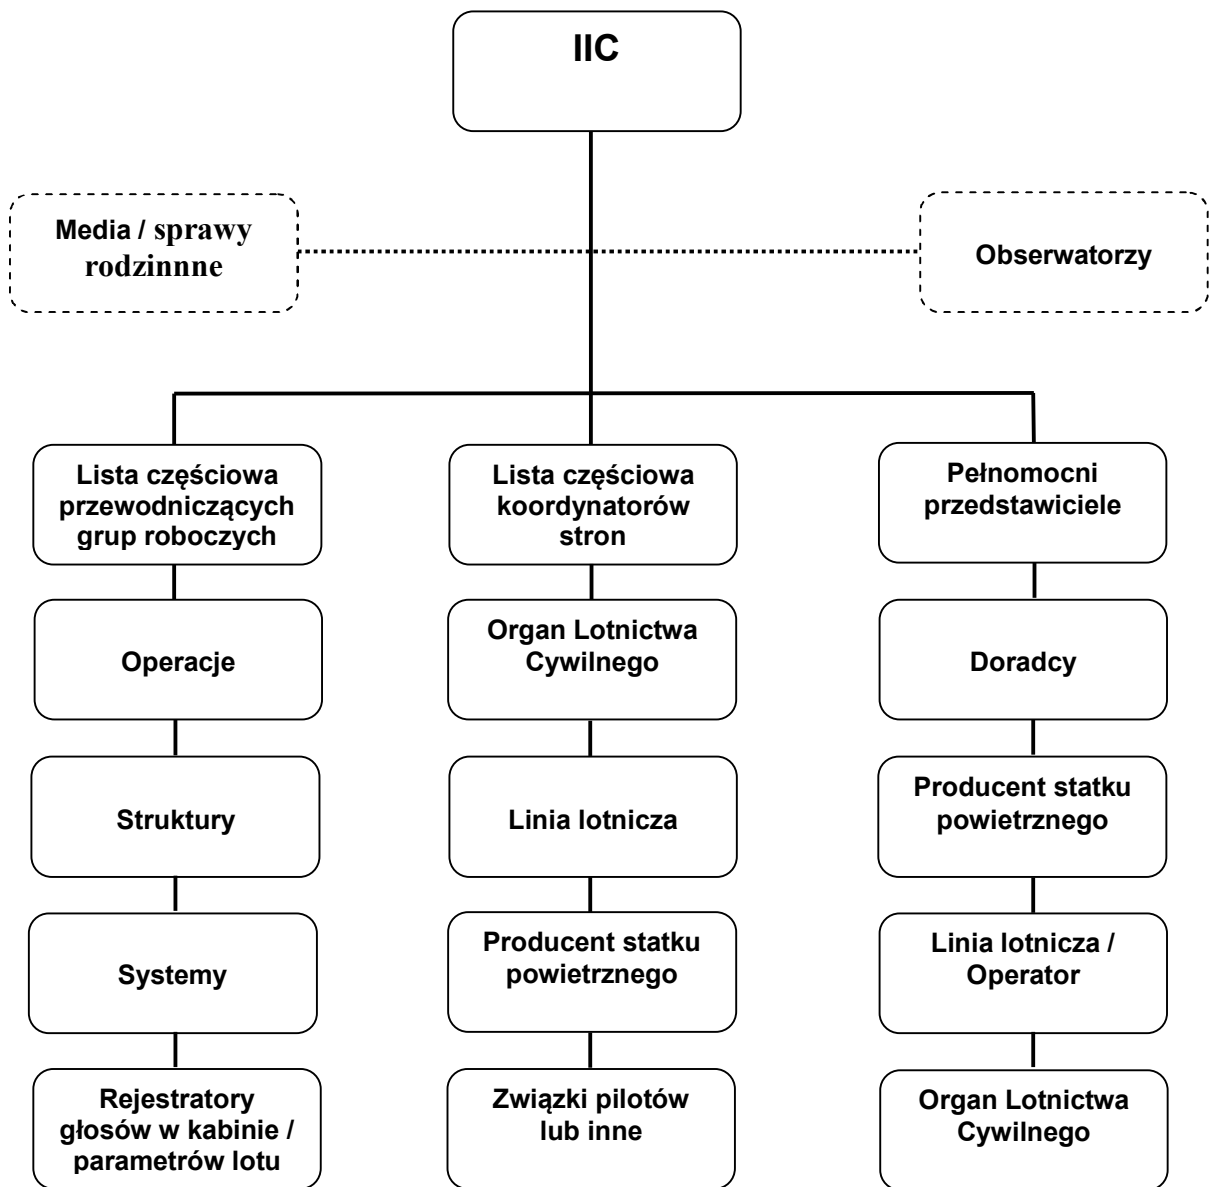 IIC
Media / sprawy
rodzinnne
Obserwatorzy
Lista częściowa
przewodniczących
grup roboczych
Lista częściowa
koordynatorów
stron
Pełnomocni
przedstawiciele
Operacje
Organ Lotnictwa
Cywilnego
Doradcy
Struktury
Linia lotnicza
Producent statku
powietrznego
Systemy
Producent statku
powietrznego
Linia lotnicza /
Operator
Rejestratory
głosów w kabinie /
parametrów lotu
Związki pilotów
lub inne
Organ Lotnictwa
Cywilnego